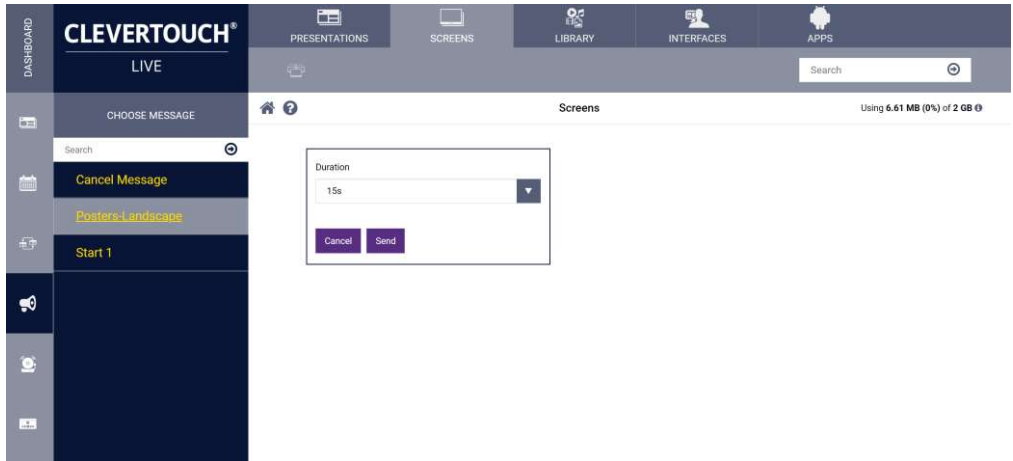 DASHBOARD
CLEVERTOUCH®
LIVE
PRESENTATIONS
SCREENS
LIBRARY
INTERFACES
APPS
Search
CHOOSE MESSAGE
Screens
Using 6.61 MB (0%) of 2 GB
Search
Cancel Message
Posters-Landscape
Start 1
Duration
15s
Cancel Send